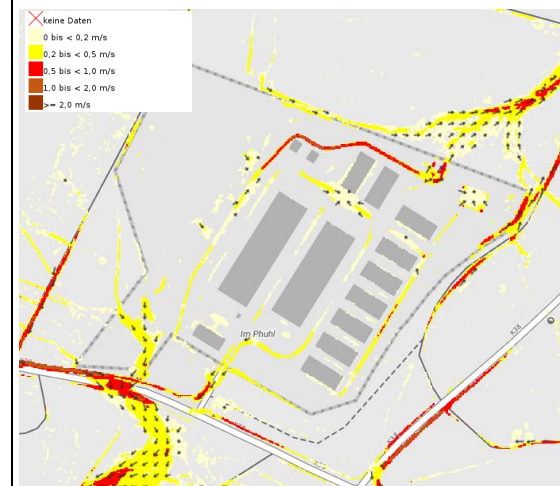 keine Daten
0 bis < 0,2 m/s
0,2 bis < 0,5 m/s
0,5 bis < 1,0 m/s
1,0 bis < 2,0 m/s
>= 2,0 m/s
Im Phuhl
K38